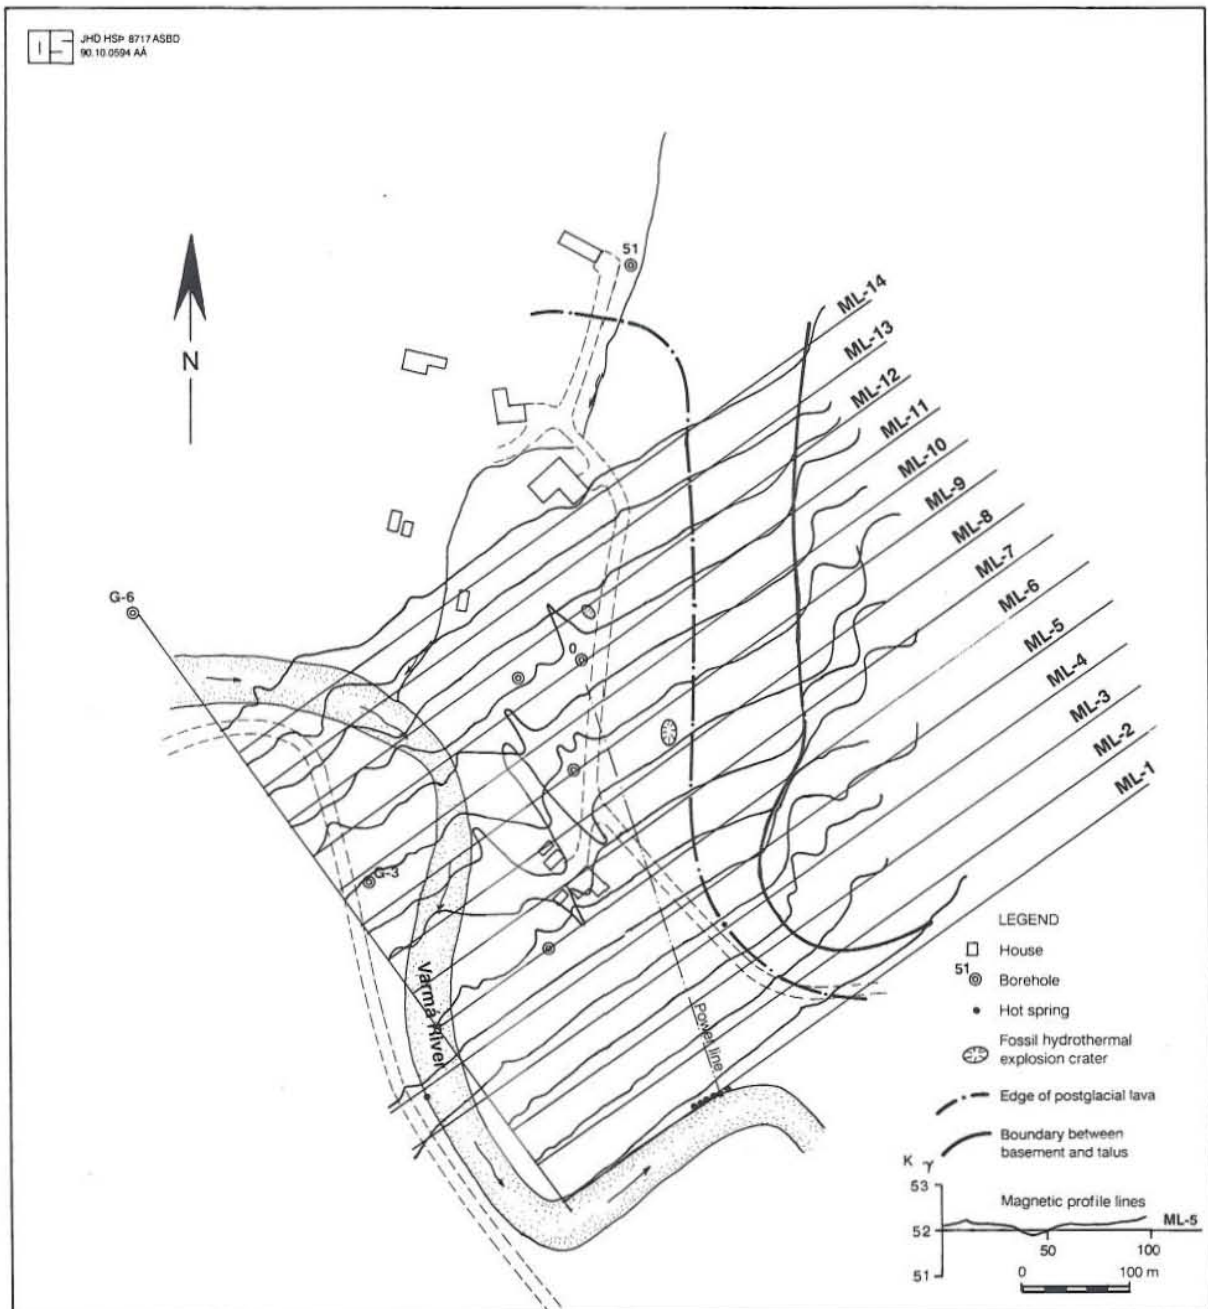 JHD HSÞ 8717 ASBD
90.10.0594 AÁ
51
N
ML-14
ML-13
ML-12
ML-11
ML-10
ML-9
ML-8
ML-7
ML-6
ML-5
ML-4
ML-3
ML-2
ML-1
G-6
0
G-3
Varmá River
Power line
LEGEND
House
51 Borehole
Hot spring
Fossil hydrothermal
explosion crater
Edge of postglacial lava
Boundary between
basement and talus
K γ
53
Magnetic profile lines
52
ML-5
50
100
51
0
100 m